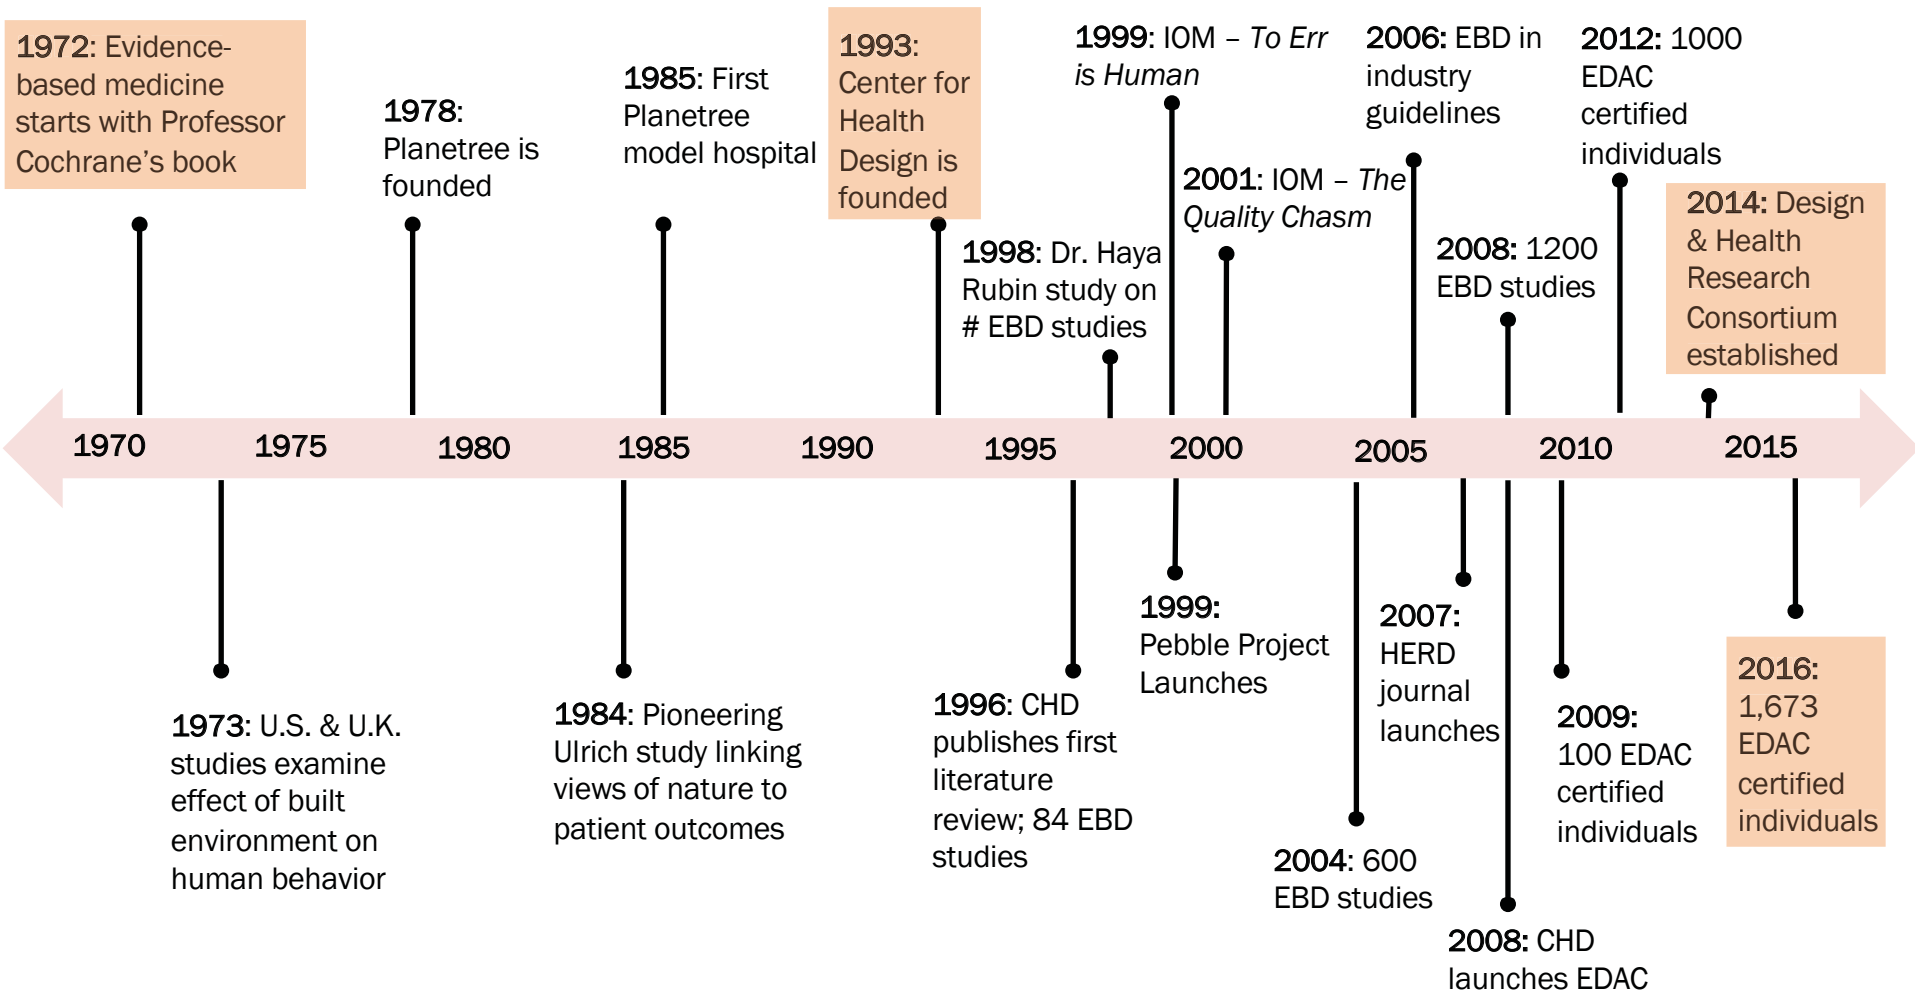 1972: Evidence-
based medicine
starts with Professor
Cochrane's book
1978:
Planetree is
founded
1985: First
Planetree
model hospital
1993:
Center for
Health
Design is
founded
1998: Dr. Haya
Rubin study on
# EBD studies
1999: IOM – To Err
is Human
2001: IOM – The
Quality Chasm
2006: EBD in
industry
guidelines
2008: 1200
EBD studies
2012: 1000
EDAC
certified
individuals
2014: Design
& Health
Research
Consortium
established
1970 1975 1980 1985 1990 1995 2000 2005 2010 2015
1973: U.S. & U.K.
studies examine
effect of built
environment on
human behavior
1984: Pioneering
Ulrich study linking
views of nature to
patient outcomes
1996: CHD
publishes first
literature
review; 84 EBD
studies
1999:
Pebble Project
Launches
2004: 600
EBD studies
2007:
HERD
journal
launches
2008: CHD
launches EDAC
2009:
100 EDAC
certified
individuals
2016:
1,673
EDAC
certified
individuals